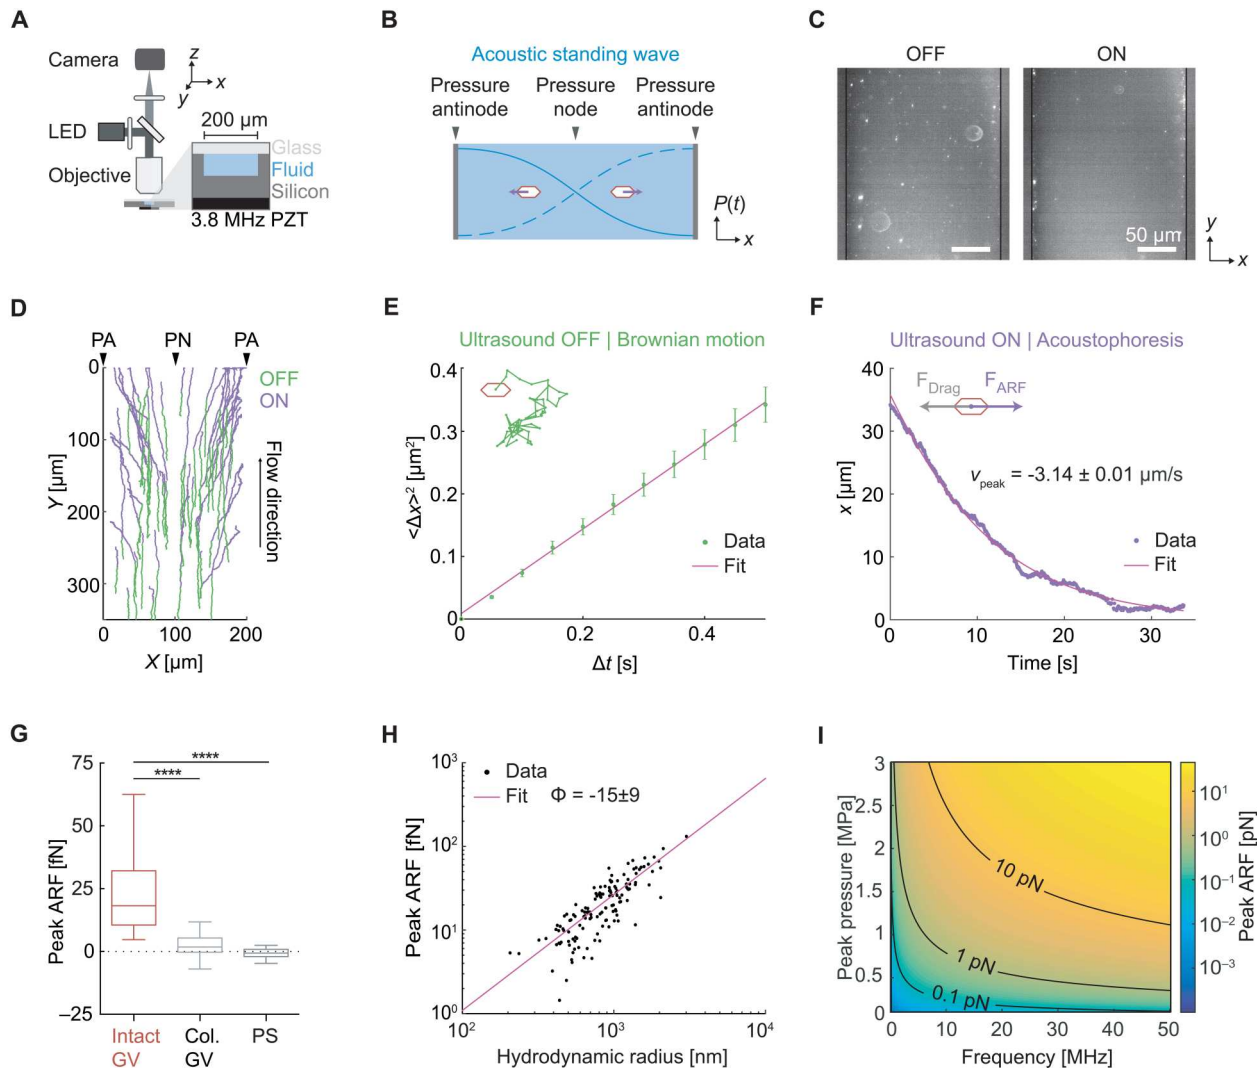 A
Camera
z
x
y
LED
200 µm
Glass
Objective
Fluid
Silicon
3.8 MHz PZT
B
Acoustic standing wave
Pressure antinode
Pressure node
Pressure antinode
P(t)
x
C
OFF
ON
50 µm
y
x
D
PA
PN
PA
0
OFF
ON
100
Y [µm]
200
300
Flow direction
0
100
200
X [µm]
E
Ultrasound OFF | Brownian motion
0.4
0.3
<Δx>² [µm²]
0.2
0.1
0
Data
Fit
0
0.2
0.4
Δt [s]
F
Ultrasound ON | Acoustophoresis
40
F_Drag
F_ARF
30
v_peak = -3.14 ± 0.01 µm/s
x [µm]
20
Data
Fit
10
0
0
10
20
30
Time [s]
G
75
****
****
50
Peak ARF [fN]
25
0
–25
Intact GV
Col. GV
PS
H
10³
Data
Fit
Φ = -15±9
10²
Peak ARF [fN]
10¹
10⁰
10²
10³
10⁴
Hydrodynamic radius [nm]
I
3
2.5
2
1.5
1
0.5
0
Peak pressure [MPa]
10 pN
1 pN
0.1 pN
0
10
20
30
40
50
Frequency [MHz]
10¹
10⁰
10⁻¹
10⁻²
10⁻³
Peak ARF [pN]